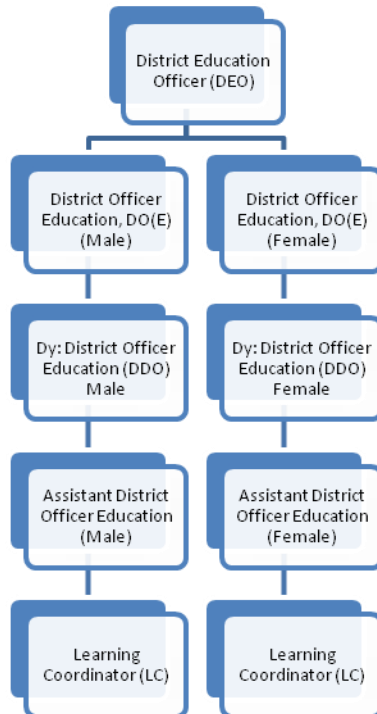 District Education
Officer (DEO)
District Officer
Education, DO(E)
(Male)
District Officer
Education, DO(E)
(Female)
Dy: District Officer
Education (DDO)
Male
Dy: District Officer
Education (DDO)
Female
Assistant District
Officer Education
(Male)
Assistant District
Officer Education
(Female)
Learning
Coordinator (LC)
Learning
Coordinator (LC)